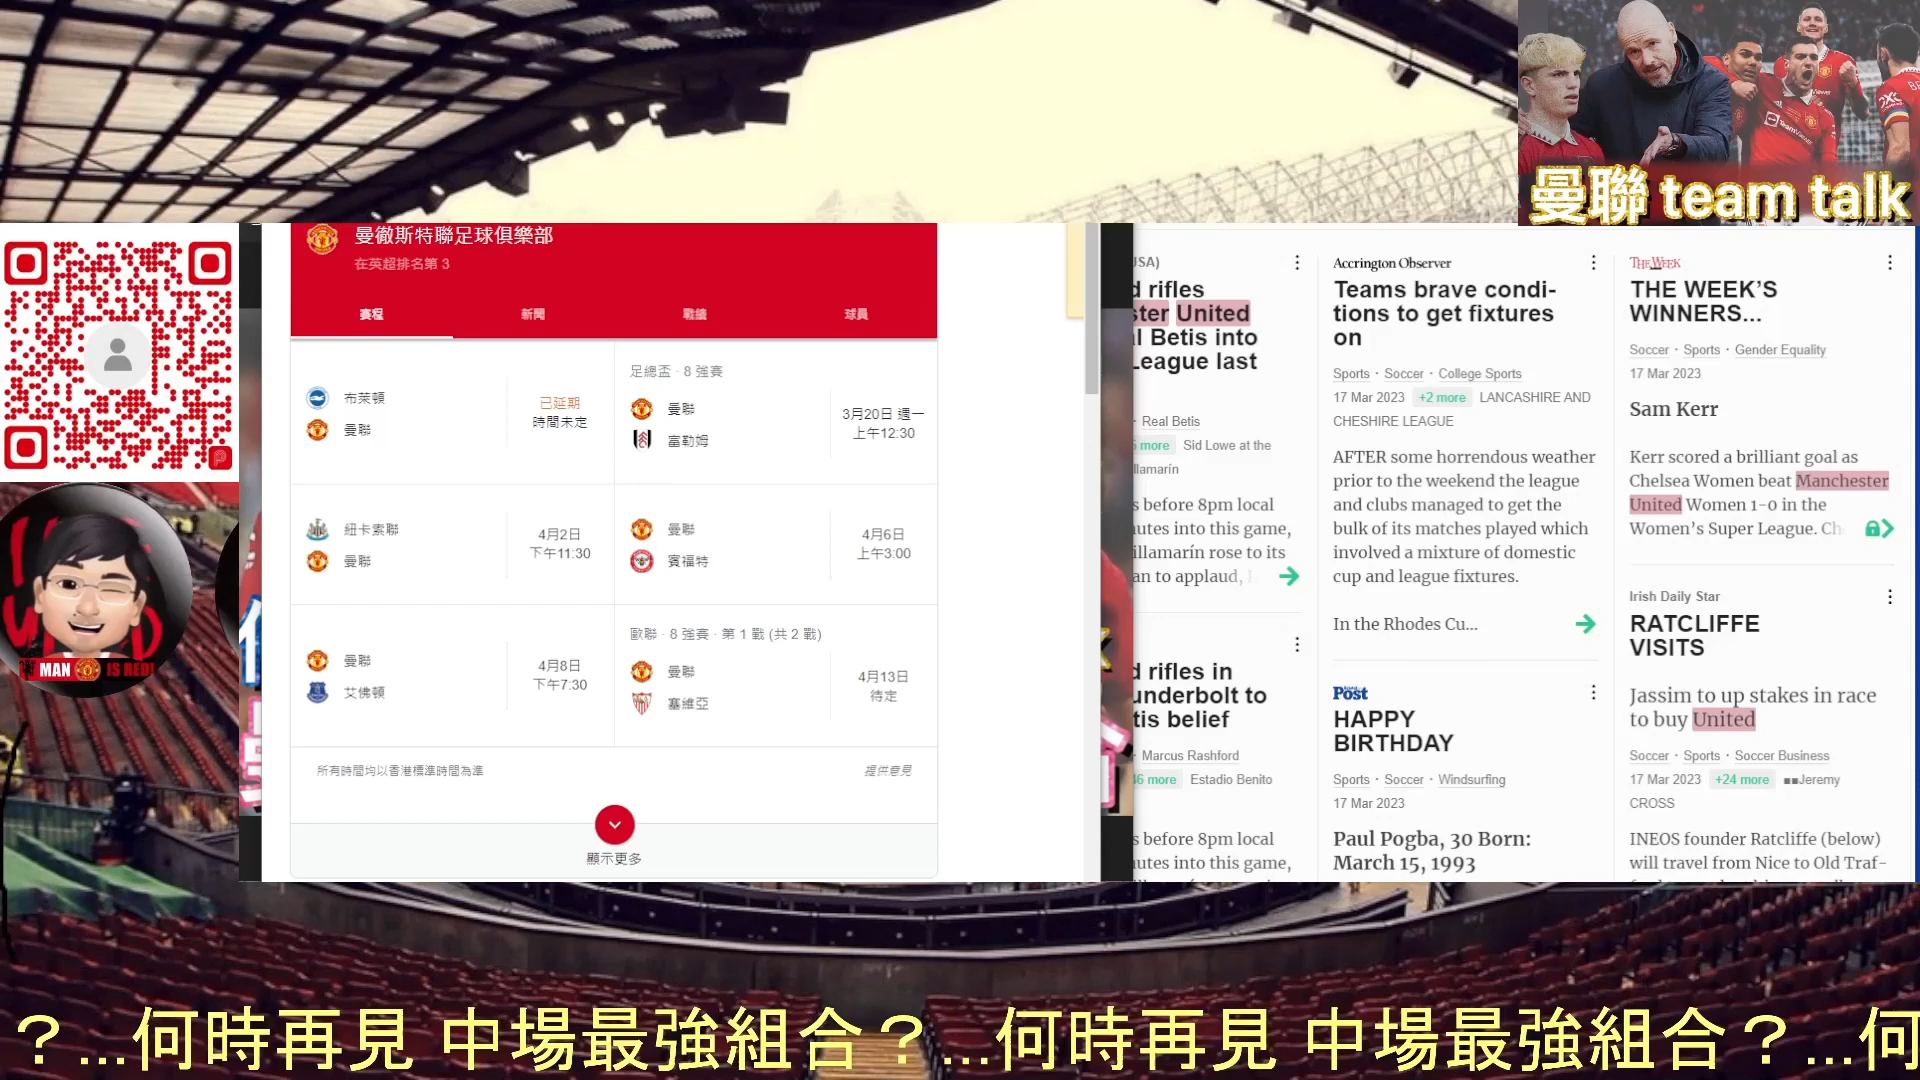 曼聯 team talk
曼徹斯特聯足球俱樂部
在英超排名第 3
賽程
新聞
戰績
球員
布萊頓
曼聯
已延期
時間未定
足總盃 · 8 強賽
曼聯
富勒姆
3月20日 週一
上午12:30
紐卡素聯
曼聯
4月2日
下午11:30
曼聯
賓福特
4月6日
上午3:00
曼聯
艾佛頓
4月8日
下午7:30
歐聯 · 8 強賽 · 第 1 戰 (共 2 戰)
曼聯
塞維亞
4月13日
待定
所有時間均以香港標準時間為準
提供意見
顯示更多
MAN IS RED!
USA)
d rifles
ster United
l Betis into
League last
· Real Betis
5 more Sid Lowe at the
llamarín
s before 8pm local
nutes into this game,
illamarín rose to its
an to applaud,
d rifles in
underbolt to
tis belief
· Marcus Rashford
46 more Estadio Benito
s before 8pm local
nutes into this game,
Accrington Observer
Teams brave condi-
tions to get fixtures
on
Sports · Soccer · College Sports
17 Mar 2023 +2 more LANCASHIRE AND
CHESHIRE LEAGUE
AFTER some horrendous weather
prior to the weekend the league
and clubs managed to get the
bulk of its matches played which
involved a mixture of domestic
cup and league fixtures.
In the Rhodes Cu...
Post
HAPPY
BIRTHDAY
Sports · Soccer · Windsurfing
17 Mar 2023
Paul Pogba, 30 Born:
March 15, 1993
THE WEEK
THE WEEK’S
WINNERS...
Soccer · Sports · Gender Equality
17 Mar 2023
Sam Kerr
Kerr scored a brilliant goal as
Chelsea Women beat Manchester
United Women 1-0 in the
Women’s Super League. Ch
Irish Daily Star
RATCLIFFE
VISITS
Jassim to up stakes in race
to buy United
Soccer · Sports · Soccer Business
17 Mar 2023 +24 more ■■Jeremy
CROSS
INEOS founder Ratcliffe (below)
will travel from Nice to Old Traf-
？...何時再見 中場最強組合？...何時再見 中場最強組合？...何